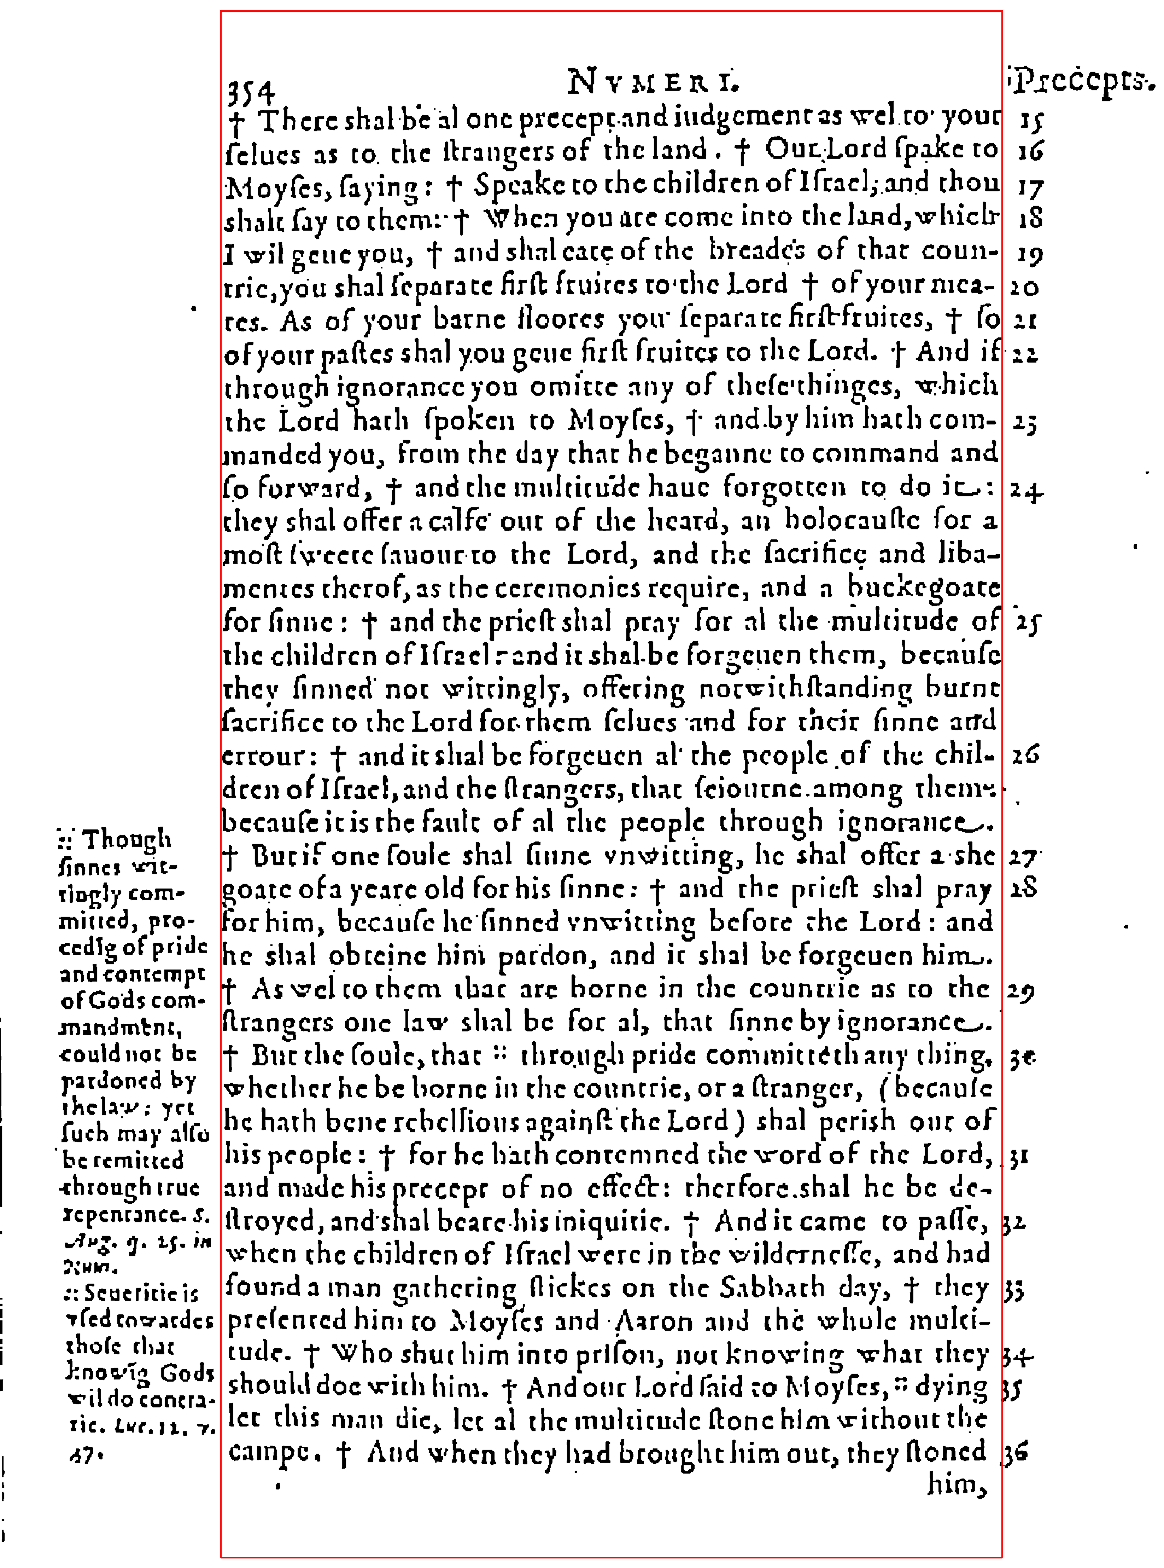 354 NVMERI. Precepts.
† There shal be al one precept and iudgement as wel to your 15
ſelues as to the ſtrangers of the land. † Our Lord ſpake to 16
Moyſes, ſaying: † Speake to the children of Iſrael, and thou 17
shalt ſay to them: † When you are come into the land, which 18
I wil geue you, † and shal eate of the breades of that coun- 19
trie, you shal ſeparate firſt fruites to the Lord † of your mea- 20
tes. As of your barne floores you ſeparate firſt fruites, † ſo 21
of your paſtes shal you geue firſt fruites to the Lord. † And if 22
through ignorance you omitte any of theſe thinges, which
the Lord hath ſpoken to Moyſes, † and by him hath com- 23
manded you, from the day that he beganne to command and
ſo forward, † and the multitude haue forgotten to do it: 24
they shal offer a calfe out of the heard, an holocauſte for a
moſt ſweete ſauour to the Lord, and the ſacrifice and liba-
mentes therof, as the ceremonies require, and a buckegoate
for ſinne: † and the prieſt shal pray for al the multitude of 25
the children of Iſrael: and it shal be forgeuen them, becauſe
they ſinned not wittingly, offering notwithſtanding burnt
ſacrifice to the Lord for them ſelues and for their ſinne and
errour: † and it shal be forgeuen al the people of the chil- 26
dren of Iſrael, and the ſtrangers, that ſeiourne among them:
becauſe it is the fault of al the people through ignorance.
† But if one ſoule shal ſinne vnwitting, he shal offer a she 27
goate of a yeare old for his ſinne: † and the prieſt shal pray 28
for him, becauſe he ſinned vnwitting before the Lord: and
he shal obteine him pardon, and it shal be forgeuen him.
† As wel to them that are borne in the countrie as to the 29
ſtrangers one law shal be for al, that ſinne by ignorance.
† But the ſoule, that :: through pride committeth any thing, 30
whether he be borne in the countrie, or a ſtranger, (becauſe
he hath bene rebellious againſt the Lord) shal perish out of
his people: † for he hath contemned the word of the Lord, 31
and made his precept of no effect: therfore shal he be de-
ſtroyed, and shal beare his iniquitie. † And it came to paſſe, 32
when the children of Iſrael were in the wilderneſſe, and had
found a man gathering ſtickes on the Sabbath day, † they 33
preſented him to Moyſes and Aaron and the whole multi-
tude. † Who shut him into priſon, not knowing what they 34
should doe with him. † And our Lord ſaid to Moyſes, :: dying 35
let this man die, let al the multitude ſtone him without the
campe. † And when they had brought him out, they ſtoned 36
him,
:: Though
ſinnes wit-
tingly com-
mitted, pro-
cedīg of pride
and contempt
of Gods com-
mandment,
could not be
pardoned by
the law: yet
ſuch may alſo
be remitted
through true
repentance. S.
Aug. q. 25. in
Num.
:: Seueritie is
vſed towardes
thoſe that
knowīg Gods
wil do contra-
rie. Luc. 12. v.
47.